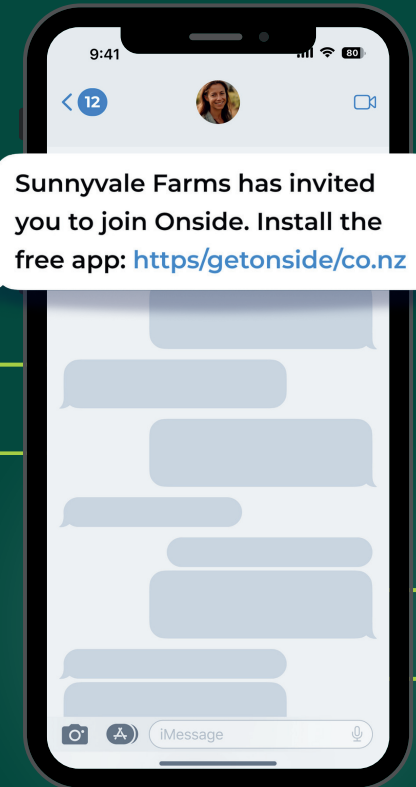 9:41
80
12
Sunnyvale Farms has invited
you to join Onside. Install the
free app: https/getonside/co.nz
iMessage